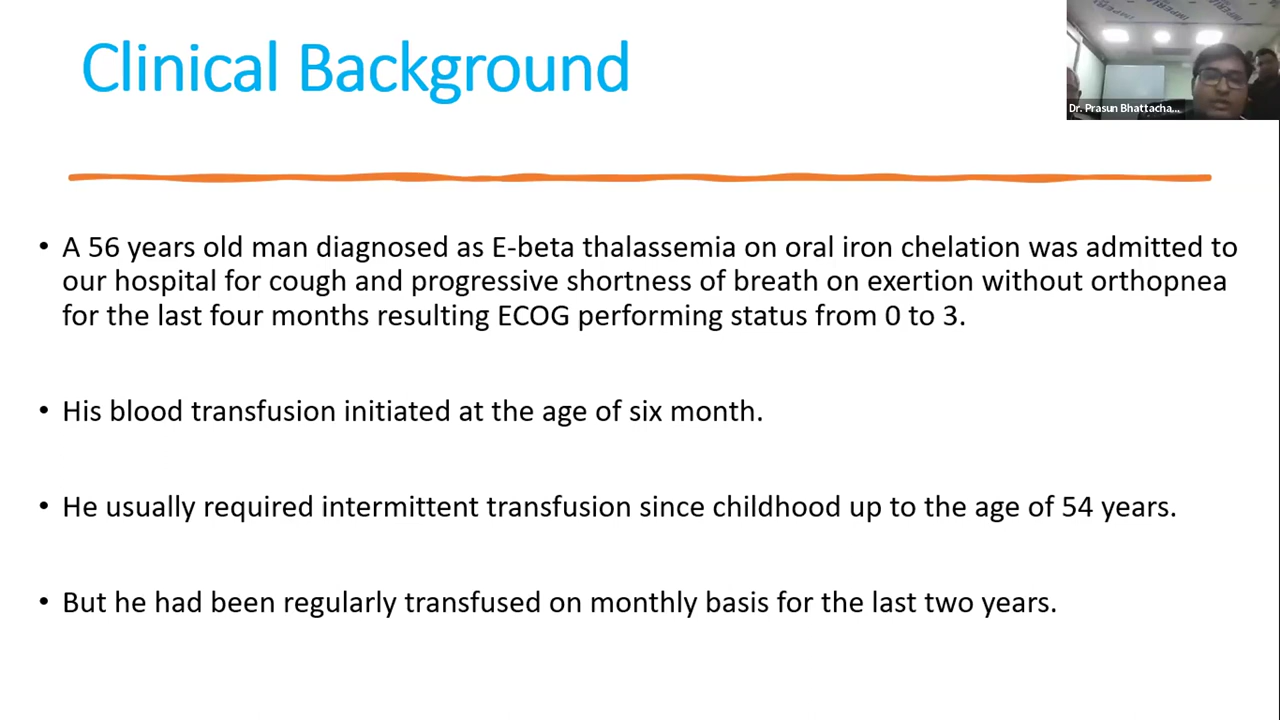 Clinical Background
Dr. Prasun Bhattacha...
• A 56 years old man diagnosed as E-beta thalassemia on oral iron chelation was admitted to
our hospital for cough and progressive shortness of breath on exertion without orthopnea
for the last four months resulting ECOG performing status from 0 to 3.
• His blood transfusion initiated at the age of six month.
• He usually required intermittent transfusion since childhood up to the age of 54 years.
• But he had been regularly transfused on monthly basis for the last two years.